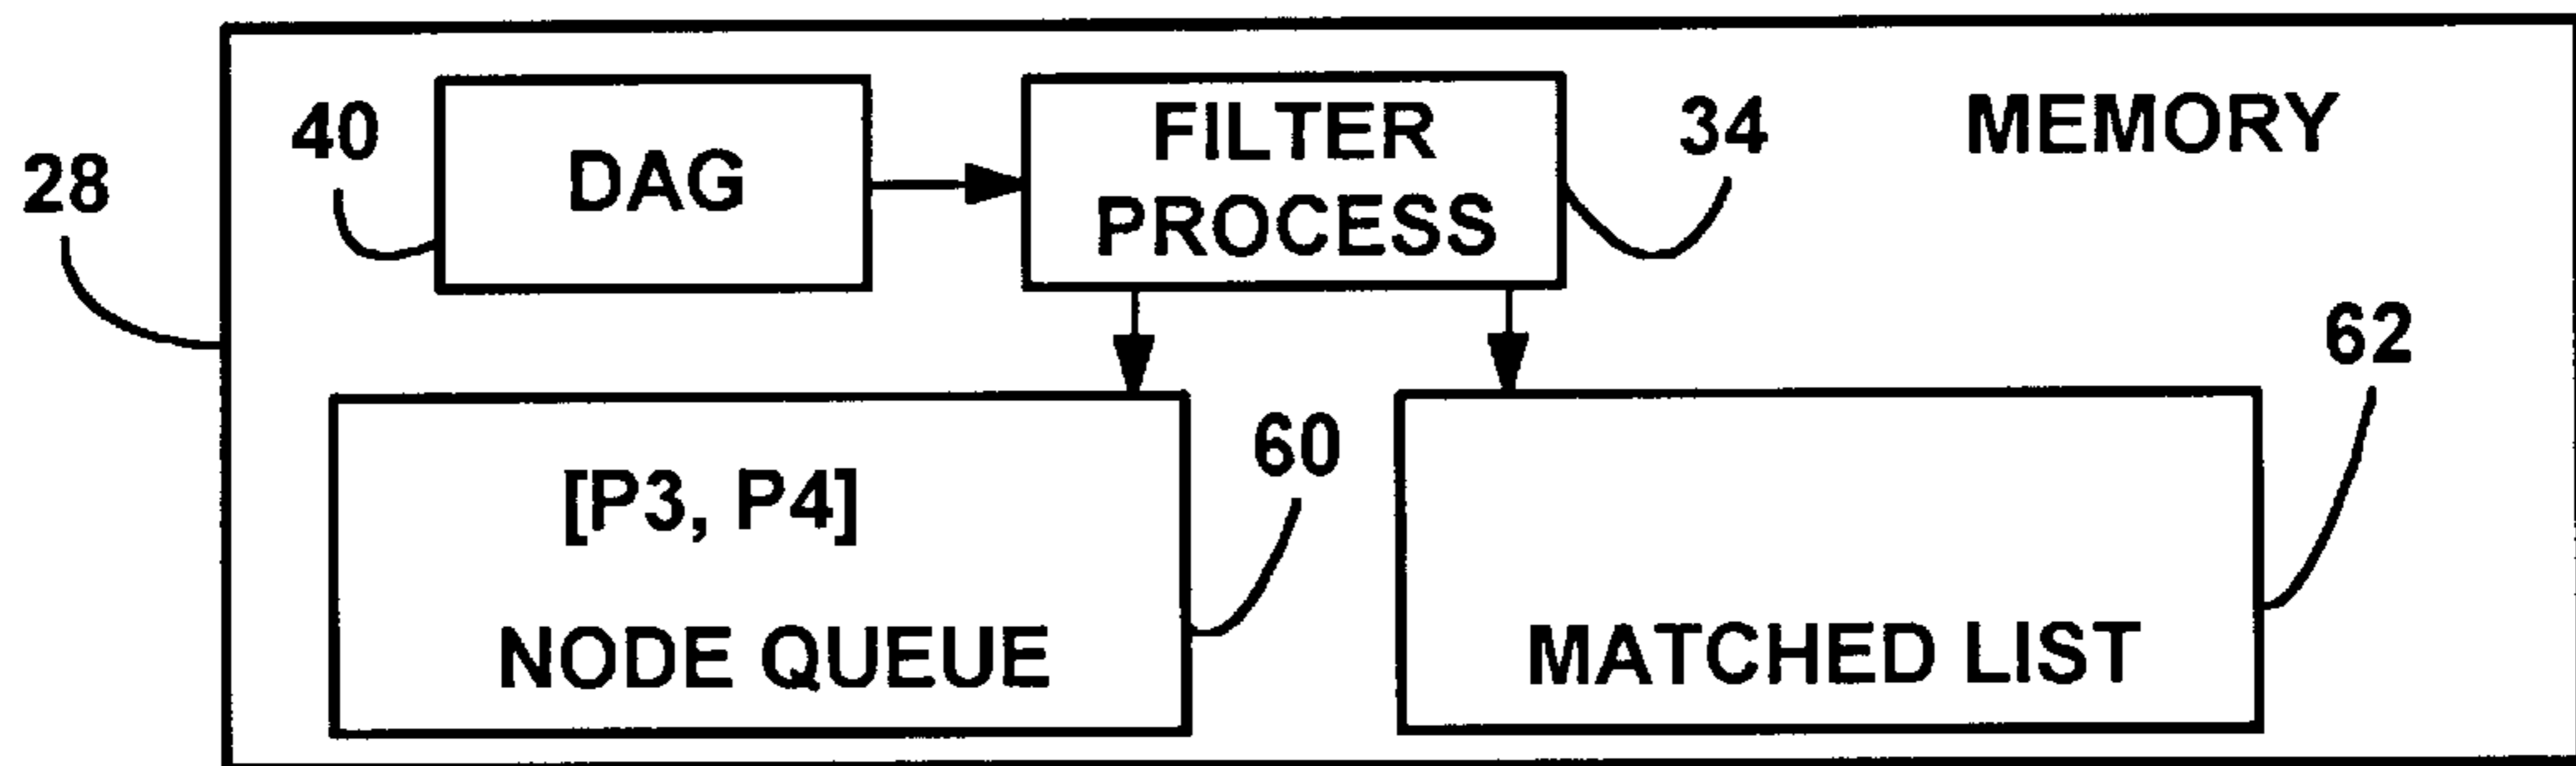 28
40
DAG
FILTER
PROCESS
34
MEMORY
[P3, P4]
NODE QUEUE
60
MATCHED LIST
62